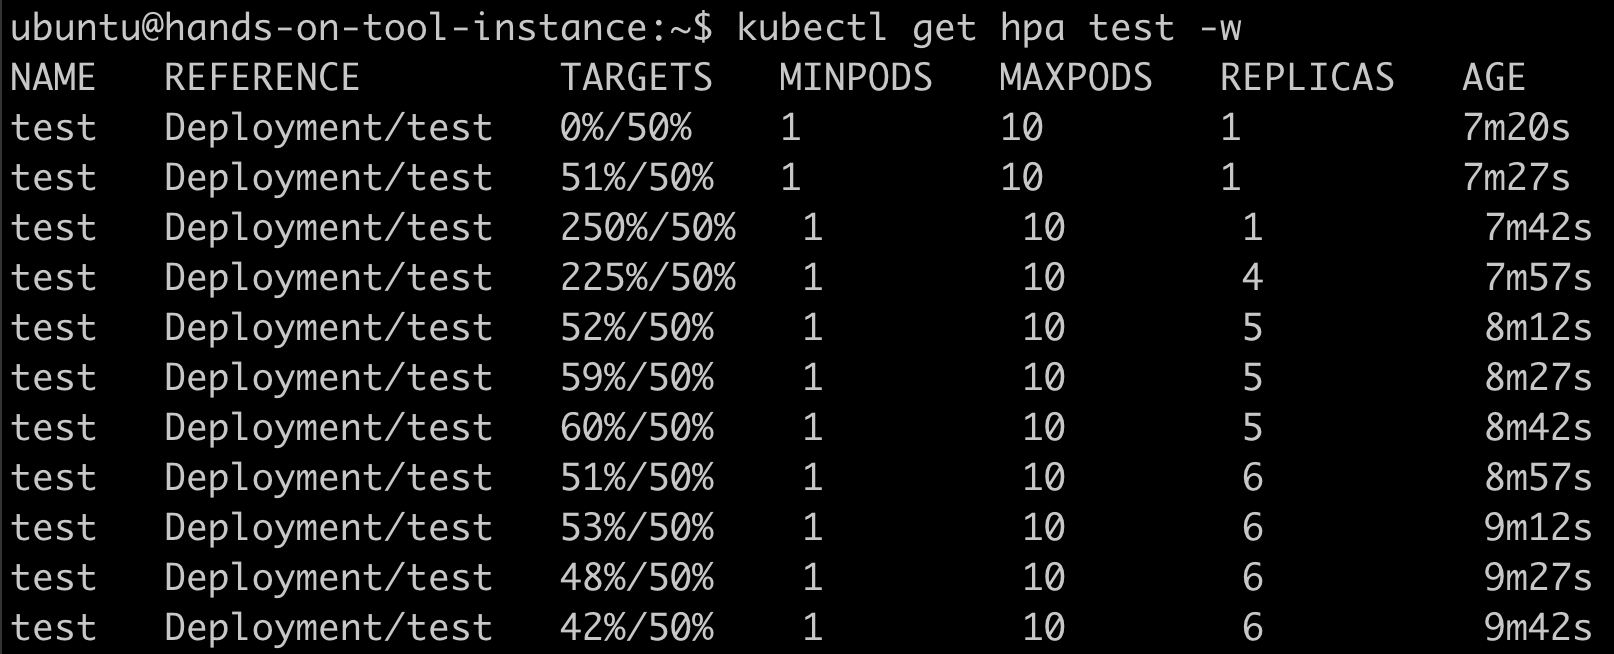 ubuntu@hands-on-tool-instance:~$ kubectl get hpa test -w
NAME   REFERENCE         TARGETS   MINPODS   MAXPODS   REPLICAS   AGE
test   Deployment/test   0%/50%    1         10        1          7m20s
test   Deployment/test   51%/50%   1         10        1          7m27s
test   Deployment/test   250%/50%   1         10        1          7m42s
test   Deployment/test   225%/50%   1         10        4          7m57s
test   Deployment/test   52%/50%    1         10        5          8m12s
test   Deployment/test   59%/50%    1         10        5          8m27s
test   Deployment/test   60%/50%    1         10        5          8m42s
test   Deployment/test   51%/50%    1         10        6          8m57s
test   Deployment/test   53%/50%    1         10        6          9m12s
test   Deployment/test   48%/50%    1         10        6          9m27s
test   Deployment/test   42%/50%    1         10        6          9m42s